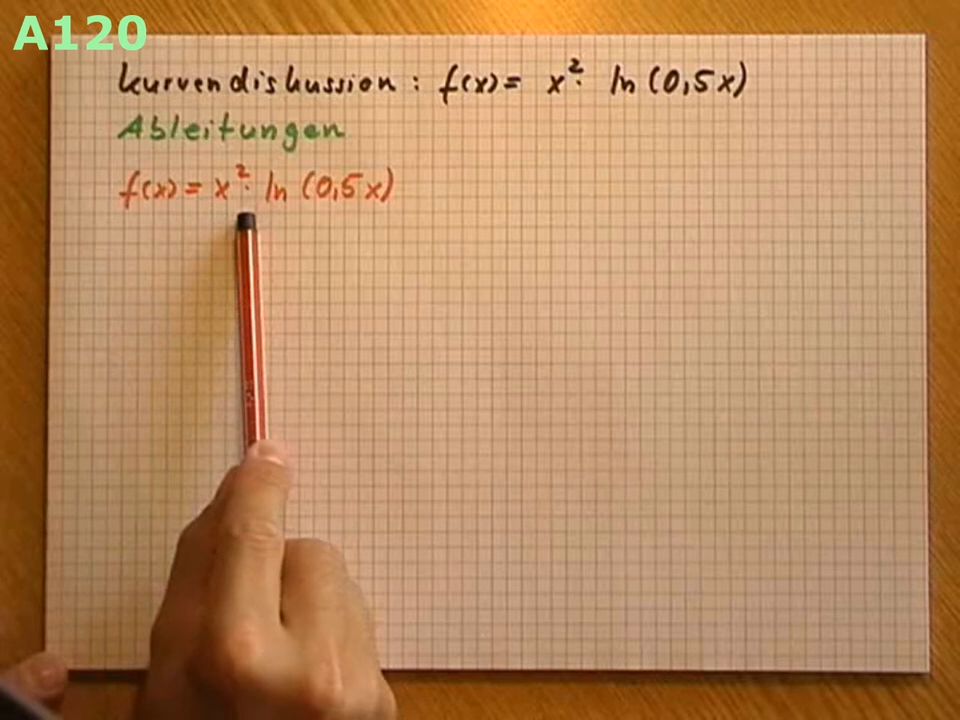 A120
Kurvendiskussion: f(x) = x²· ln (0,5x)
Ableitungen
f(x) = x²· ln (0,5x)